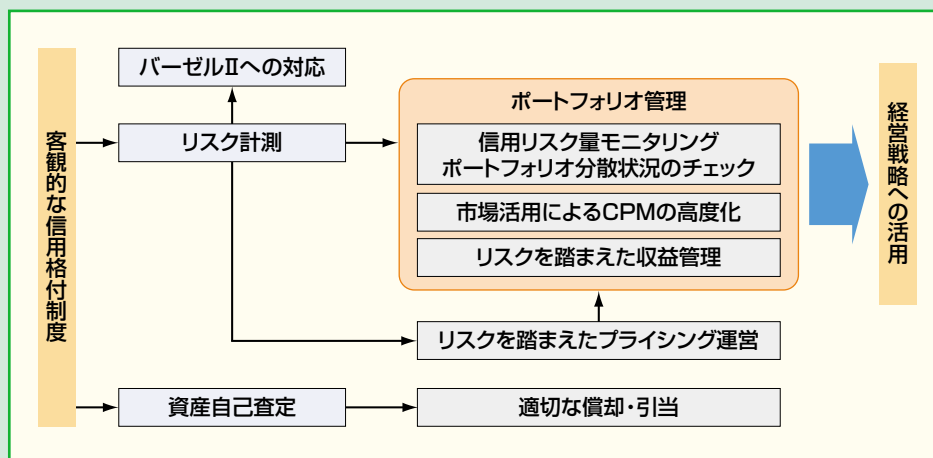 客観的な信用格付制度
バーゼルⅡへの対応
リスク計測
ポートフォリオ管理
信用リスク量モニタリング
ポートフォリオ分散状況のチェック
市場活用によるCPMの高度化
リスクを踏まえた収益管理
リスクを踏まえたプライシング運営
資産自己査定
適切な償却・引当
経営戦略への活用